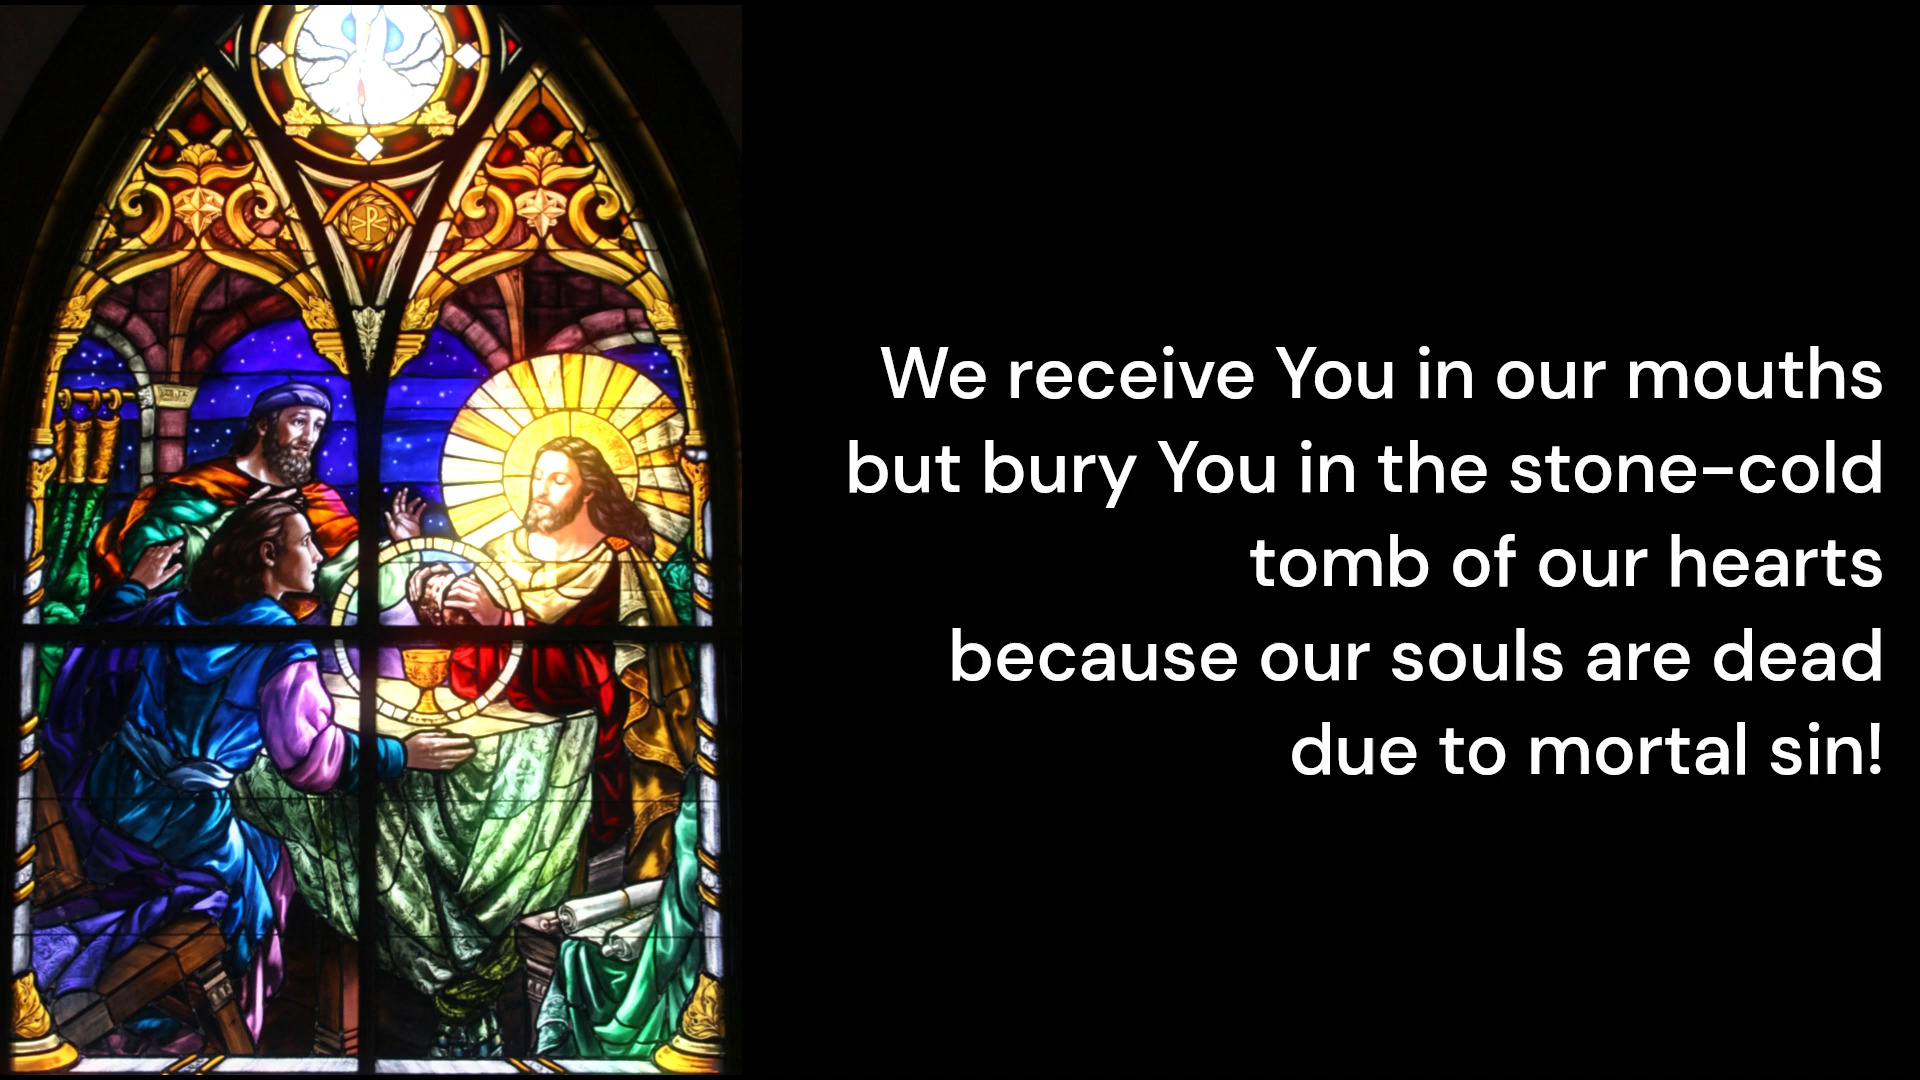 We receive You in our mouths
but bury You in the stone-cold
tomb of our hearts
because our souls are dead
due to mortal sin!